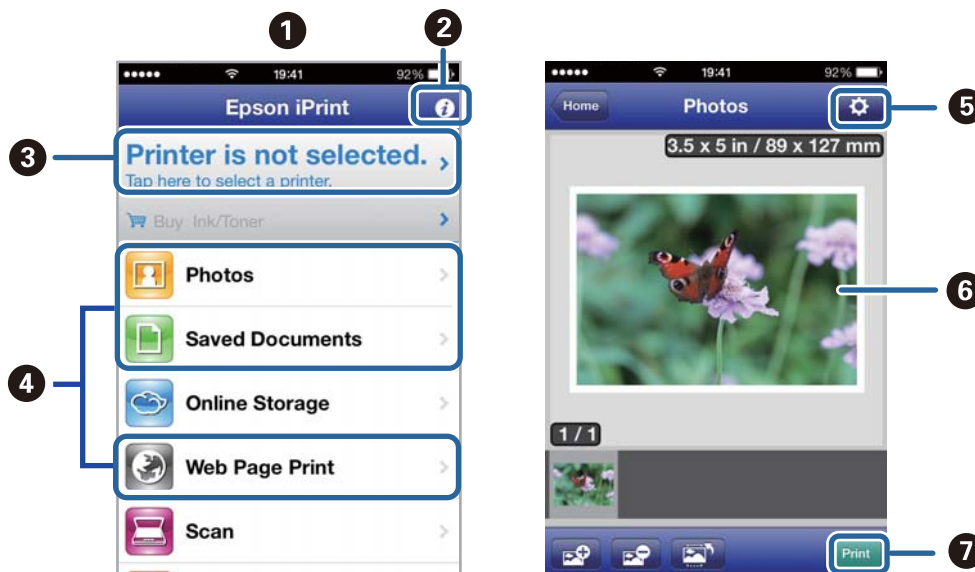 1
2
19:41
92%
Epson iPrint
i
3
Printer is not selected.
Tap here to select a printer.
Buy Ink/Toner
Photos
Saved Documents
4
Online Storage
Web Page Print
Scan
19:41
92%
Home
Photos
5
3.5 x 5 in / 89 x 127 mm
6
1 / 1
Print
7